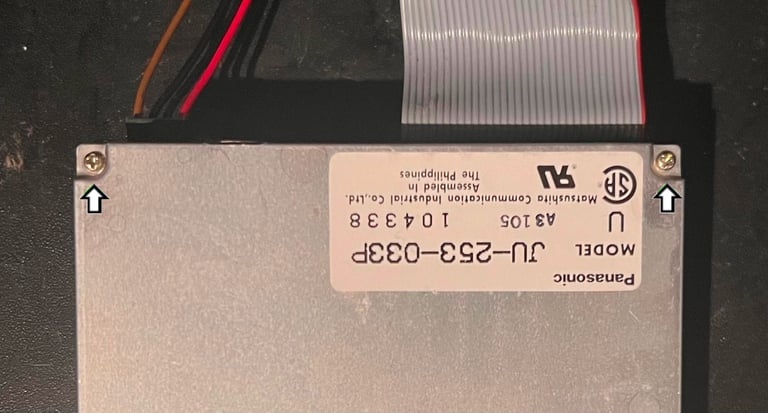 Panasonic
MODEL JU-253-033P
U A3105 104338
Matsushita Communication Industrial Co.,Ltd.
Assembled In
The Philippines